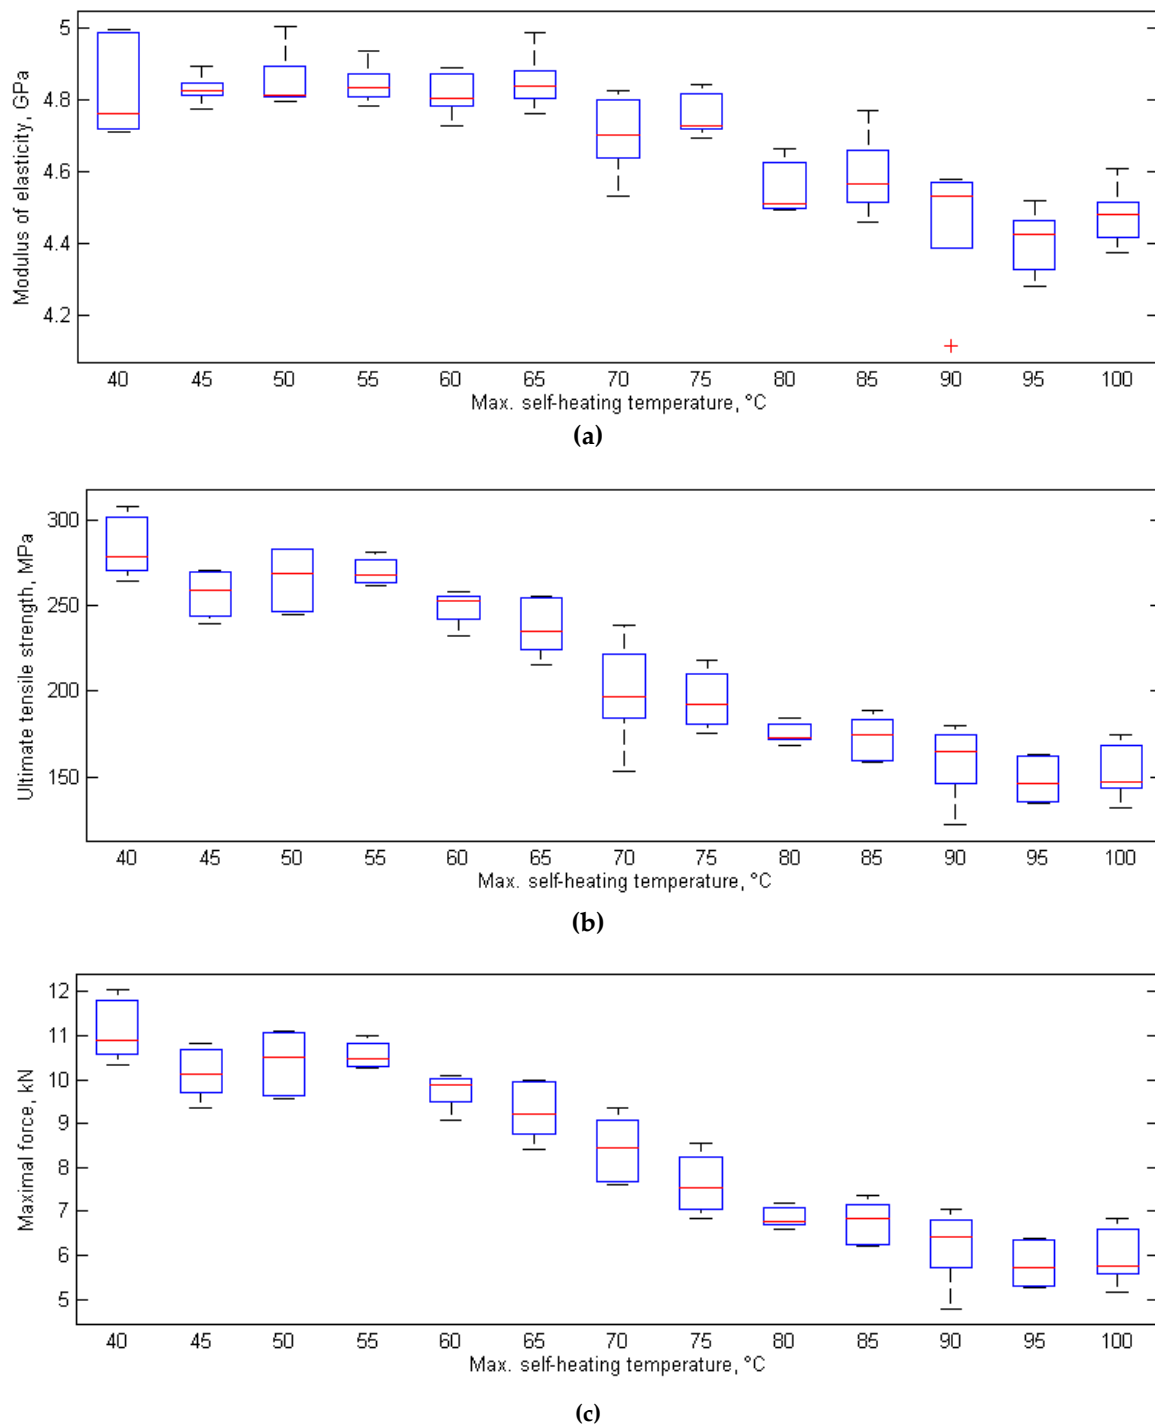 Modulus of elasticity, GPa
5
4.8
4.6
4.4
4.2
40 45 50 55 60 65 70 75 80 85 90 95 100
Max. self-heating temperature, °C
(a)
Ultimate tensile strength, MPa
300
250
200
150
40 45 50 55 60 65 70 75 80 85 90 95 100
Max. self-heating temperature, °C
(b)
Maximal force, kN
12
11
10
9
8
7
6
5
40 45 50 55 60 65 70 75 80 85 90 95 100
Max. self-heating temperature, °C
(c)